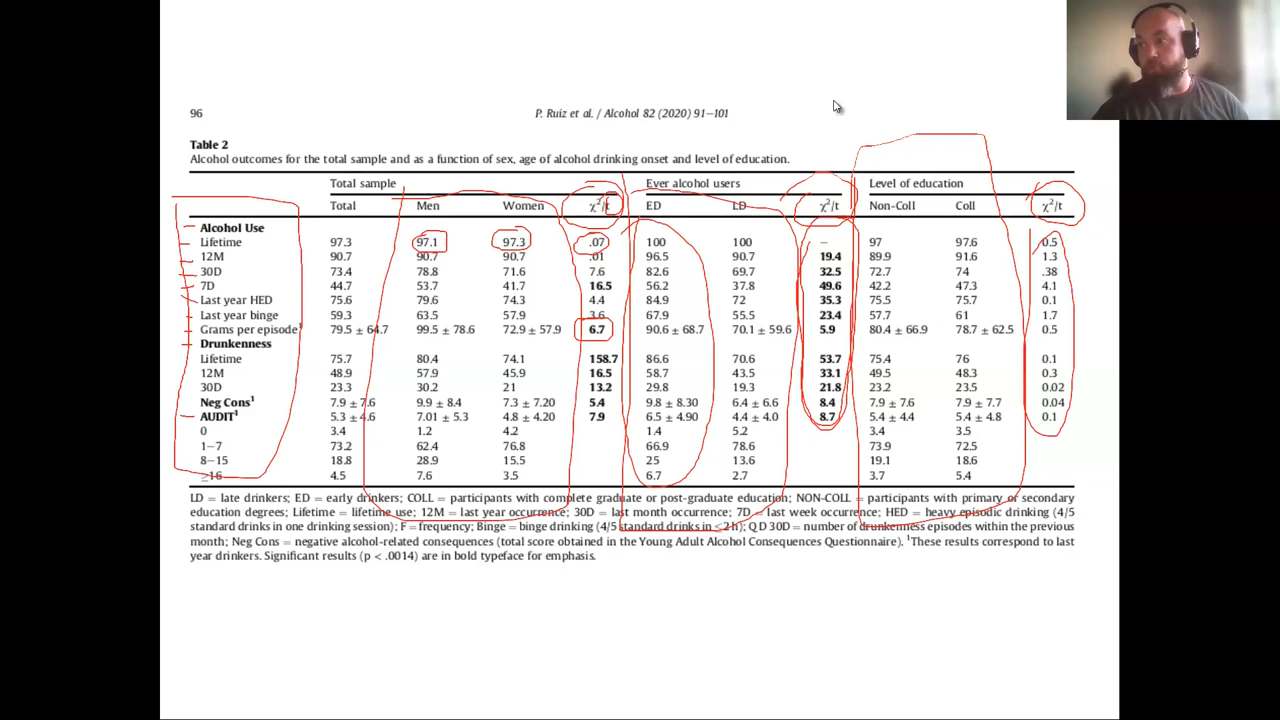 96 P. Ruiz et al. / Alcohol 82 (2020) 91–101
Table 2
Alcohol outcomes for the total sample and as a function of sex, age of alcohol drinking onset and level of education.
Total sample Ever alcohol users Level of education
Total Men Women χ²/t ED LD χ²/t Non-Coll Coll χ²/t
Alcohol Use
Lifetime 97.3 97.1 97.3 .07 100 100 – 97 97.6 0.5
12M 90.7 90.7 90.7 .01 96.5 90.7 19.4 89.9 91.6 1.3
30D 73.4 78.8 71.6 7.6 82.6 69.7 32.5 72.7 74 .38
7D 44.7 53.7 41.7 16.5 56.2 37.8 49.6 42.2 47.3 4.1
Last year HED 75.6 79.6 74.3 4.4 84.9 72 35.3 75.5 75.7 0.1
Last year binge 59.3 63.5 57.9 3.6 67.9 55.5 23.4 57.7 61 1.7
Grams per episode¹ 79.5 ± 64.7 99.5 ± 78.6 72.9 ± 57.9 6.7 90.6 ± 68.7 70.1 ± 59.6 5.9 80.4 ± 66.9 78.7 ± 62.5 0.5
Drunkenness
Lifetime 75.7 80.4 74.1 158.7 86.6 70.6 53.7 75.4 76 0.1
12M 48.9 57.9 45.9 16.5 58.7 43.5 33.1 49.5 48.3 0.3
30D 23.3 30.2 21 13.2 29.8 19.3 21.8 23.2 23.5 0.02
Neg Cons¹ 7.9 ± 7.6 9.9 ± 8.4 7.3 ± 7.20 5.4 9.8 ± 8.30 6.4 ± 6.6 8.4 7.9 ± 7.6 7.9 ± 7.7 0.04
AUDIT¹ 5.3 ± 4.6 7.01 ± 5.3 4.8 ± 4.20 7.9 6.5 ± 4.90 4.4 ± 4.0 8.7 5.4 ± 4.4 5.4 ± 4.8 0.1
0 3.4 1.2 4.2 1.4 5.2 3.4 3.5
1–7 73.2 62.4 76.8 66.9 78.6 73.9 72.5
8–15 18.8 28.9 15.5 25 13.6 19.1 18.6
≥16 4.5 7.6 3.5 6.7 2.7 3.7 5.4
LD = late drinkers; ED = early drinkers; COLL = participants with complete graduate or post-graduate education; NON-COLL = participants with primary or secondary
education degrees; Lifetime = lifetime use; 12M = last year occurrence; 30D = last month occurrence; 7D = last week occurrence; HED = heavy episodic drinking (4/5
standard drinks in one drinking session); F = frequency; Binge = binge drinking (4/5 standard drinks in ≤2 h); QD 30D = number of drunkenness episodes within the previous
month; Neg Cons = negative alcohol-related consequences (total score obtained in the Young Adult Alcohol Consequences Questionnaire). ¹These results correspond to last
year drinkers. Significant results (p < .0014) are in bold typeface for emphasis.